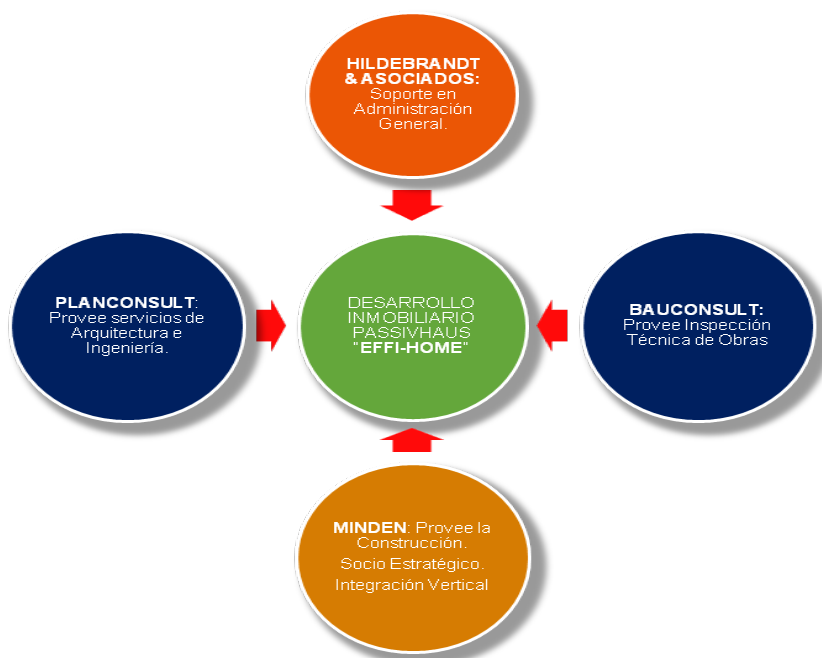 HILDEBRANDT
& ASOCIADOS:
Soporte en
Administración
General.
PLANCONSULT:
Provee servicios de
Arquitectura e
Ingeniería.
DESARROLLO
INMOBILIARIO
PASSIVHAUS
"EFFI-HOME"
BAUCONSULT:
Provee Inspección
Técnica de Obras
MINDEN: Provee la
Construcción.
Socio Estratégico.
Integración Vertical